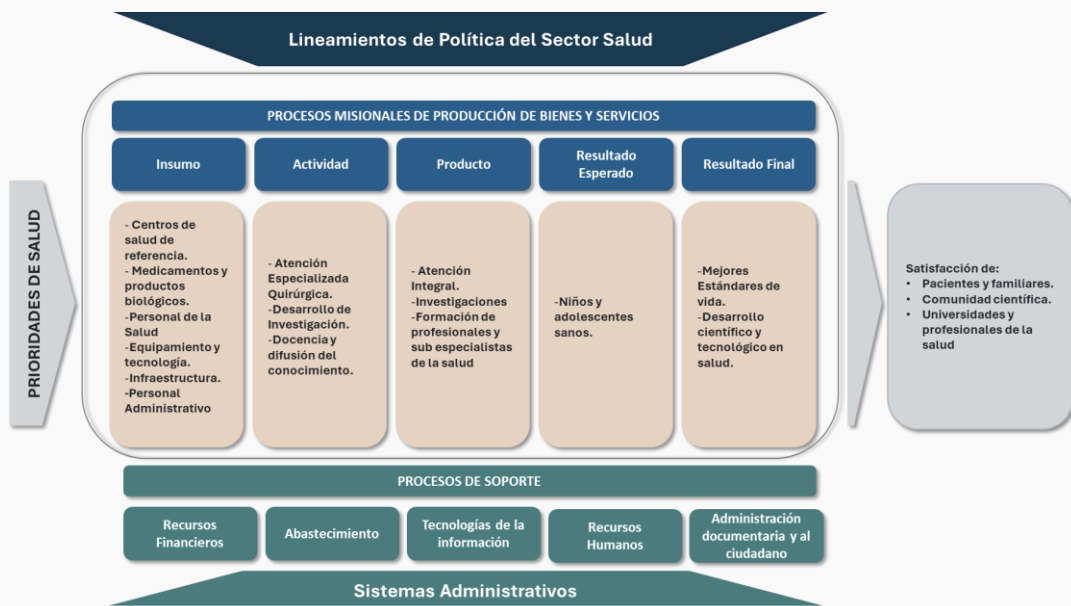 Lineamientos de Política del Sector Salud
PROCESOS MISIONALES DE PRODUCCIÓN DE BIENES Y SERVICIOS
Insumo
Actividad
Producto
Resultado
Esperado
Resultado Final
PRIORIDADES DE SALUD
- Centros de
salud de
referencia.
- Medicamentos y
productos
biológicos.
-Personal de la
Salud
-Equipamiento y
tecnología.
-Infraestructura.
-Personal
Administrativo
- Atención
Especializada
Quirúrgica.
-Desarrollo de
Investigación.
-Docencia y
difusión del
conocimiento.
- Atención
Integral.
-Investigaciones
-Formación de
profesionales y
sub especialistas
de la salud
-Niños y
adolescentes
sanos.
-Mejores
Estándares de
vida.
-Desarrollo
científico y
tecnológico en
salud.
Satisfacción de:
• Pacientes y familiares.
• Comunidad científica.
• Universidades y
profesionales de la
salud
PROCESOS DE SOPORTE
Recursos
Financieros
Abastecimiento
Tecnologías de la
información
Recursos
Humanos
Administración
documentaria y al
ciudadano
Sistemas Administrativos